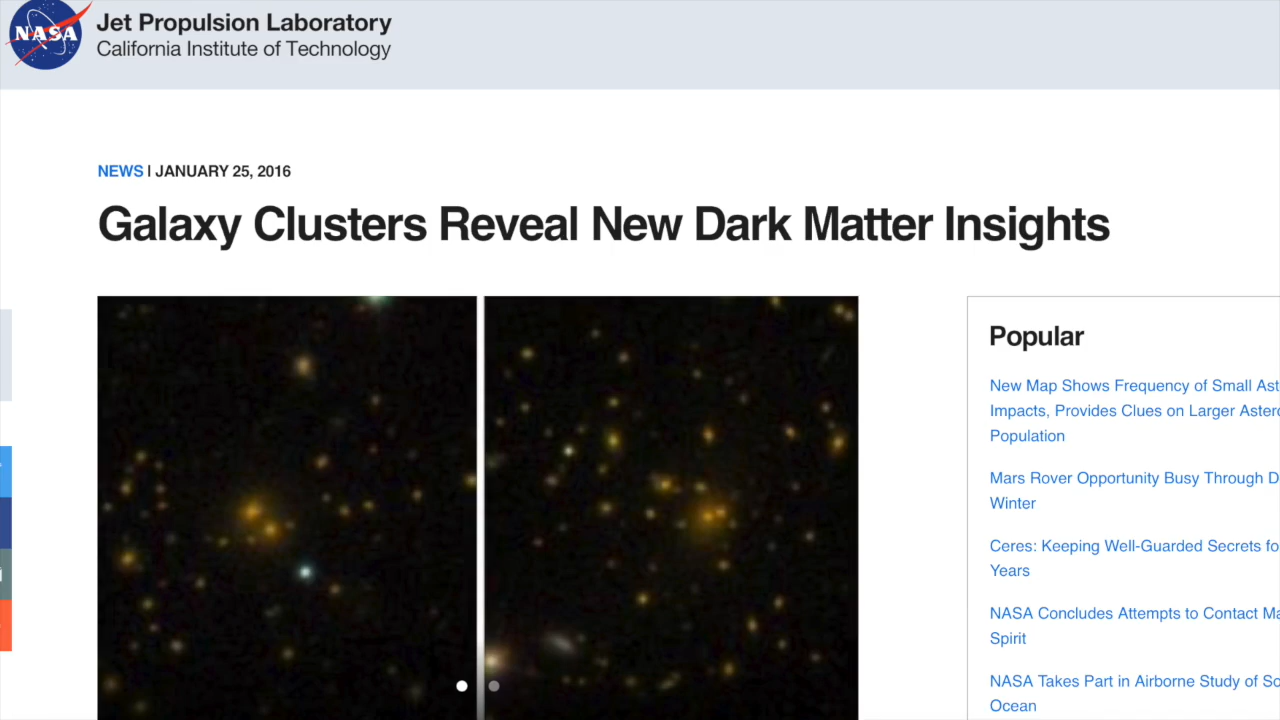 NASA
Jet Propulsion Laboratory
California Institute of Technology
NEWS | JANUARY 25, 2016
Galaxy Clusters Reveal New Dark Matter Insights
Popular
New Map Shows Frequency of Small
Impacts, Provides Clues on Larger
Population
Mars Rover Opportunity Busy Through
Winter
Ceres: Keeping Well-Guarded Secrets
Years
NASA Concludes Attempts to Contact
Spirit
NASA Takes Part in Airborne Study of
Ocean